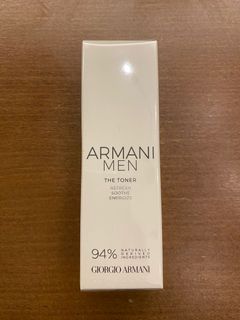 ARMANI
MEN
THE TONER
REFRESH
SOOTHE
ENERGIZE
94% NATURALLY
DERIVED
INGREDIENTS
GIORGIO ARMANI